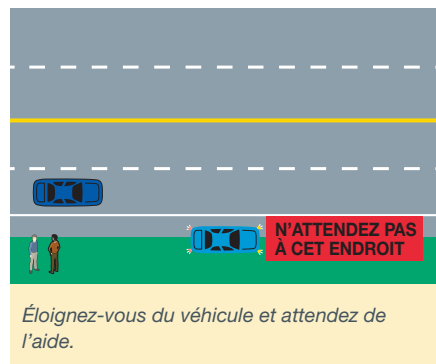 N'ATTENDEZ PAS
À CET ENDROIT
Éloignez-vous du véhicule et attendez de
l'aide.